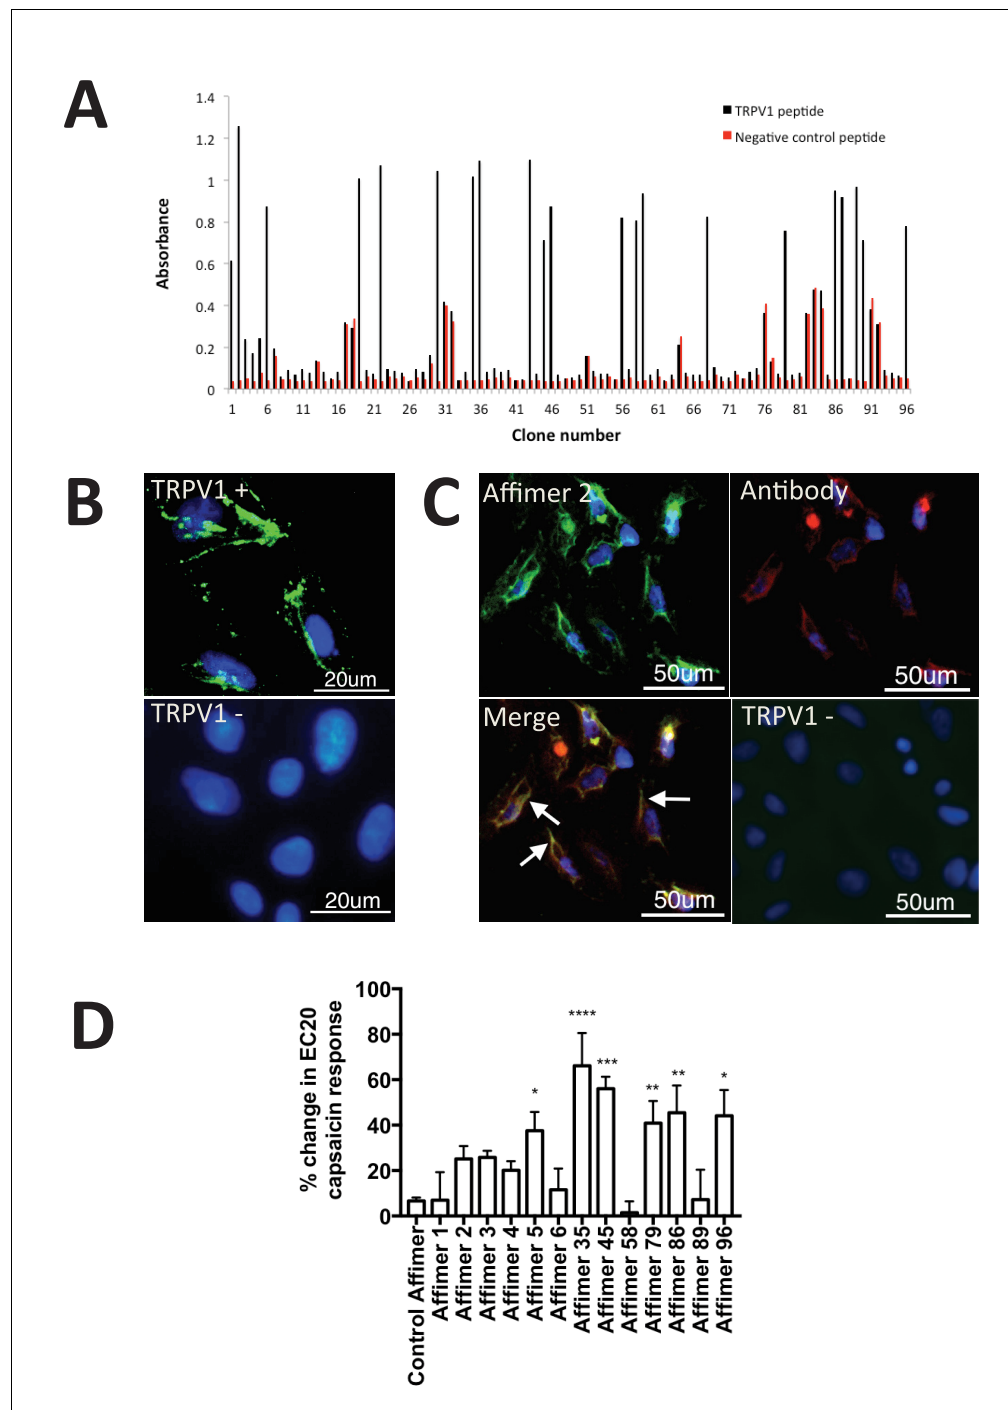 A
1.4
1.2
1
0.8
0.6
0.4
0.2
0
Absorbance
TRPV1 peptide
Negative control peptide
1 6 11 16 21 26 31 36 41 46 51 56 61 66 71 76 81 86 91 96
Clone number
B
TRPV1 +
20um
TRPV1 -
20um
C
Affimer 2
50um
Antibody
50um
Merge
50um
TRPV1 -
50um
D
% change in EC20
capsaicin response
100
80
60
40
20
0
*
****
***
**
**
*
Control Affimer
Affimer 1
Affimer 2
Affimer 3
Affimer 4
Affimer 5
Affimer 6
Affimer 35
Affimer 45
Affimer 58
Affimer 79
Affimer 86
Affimer 89
Affimer 96